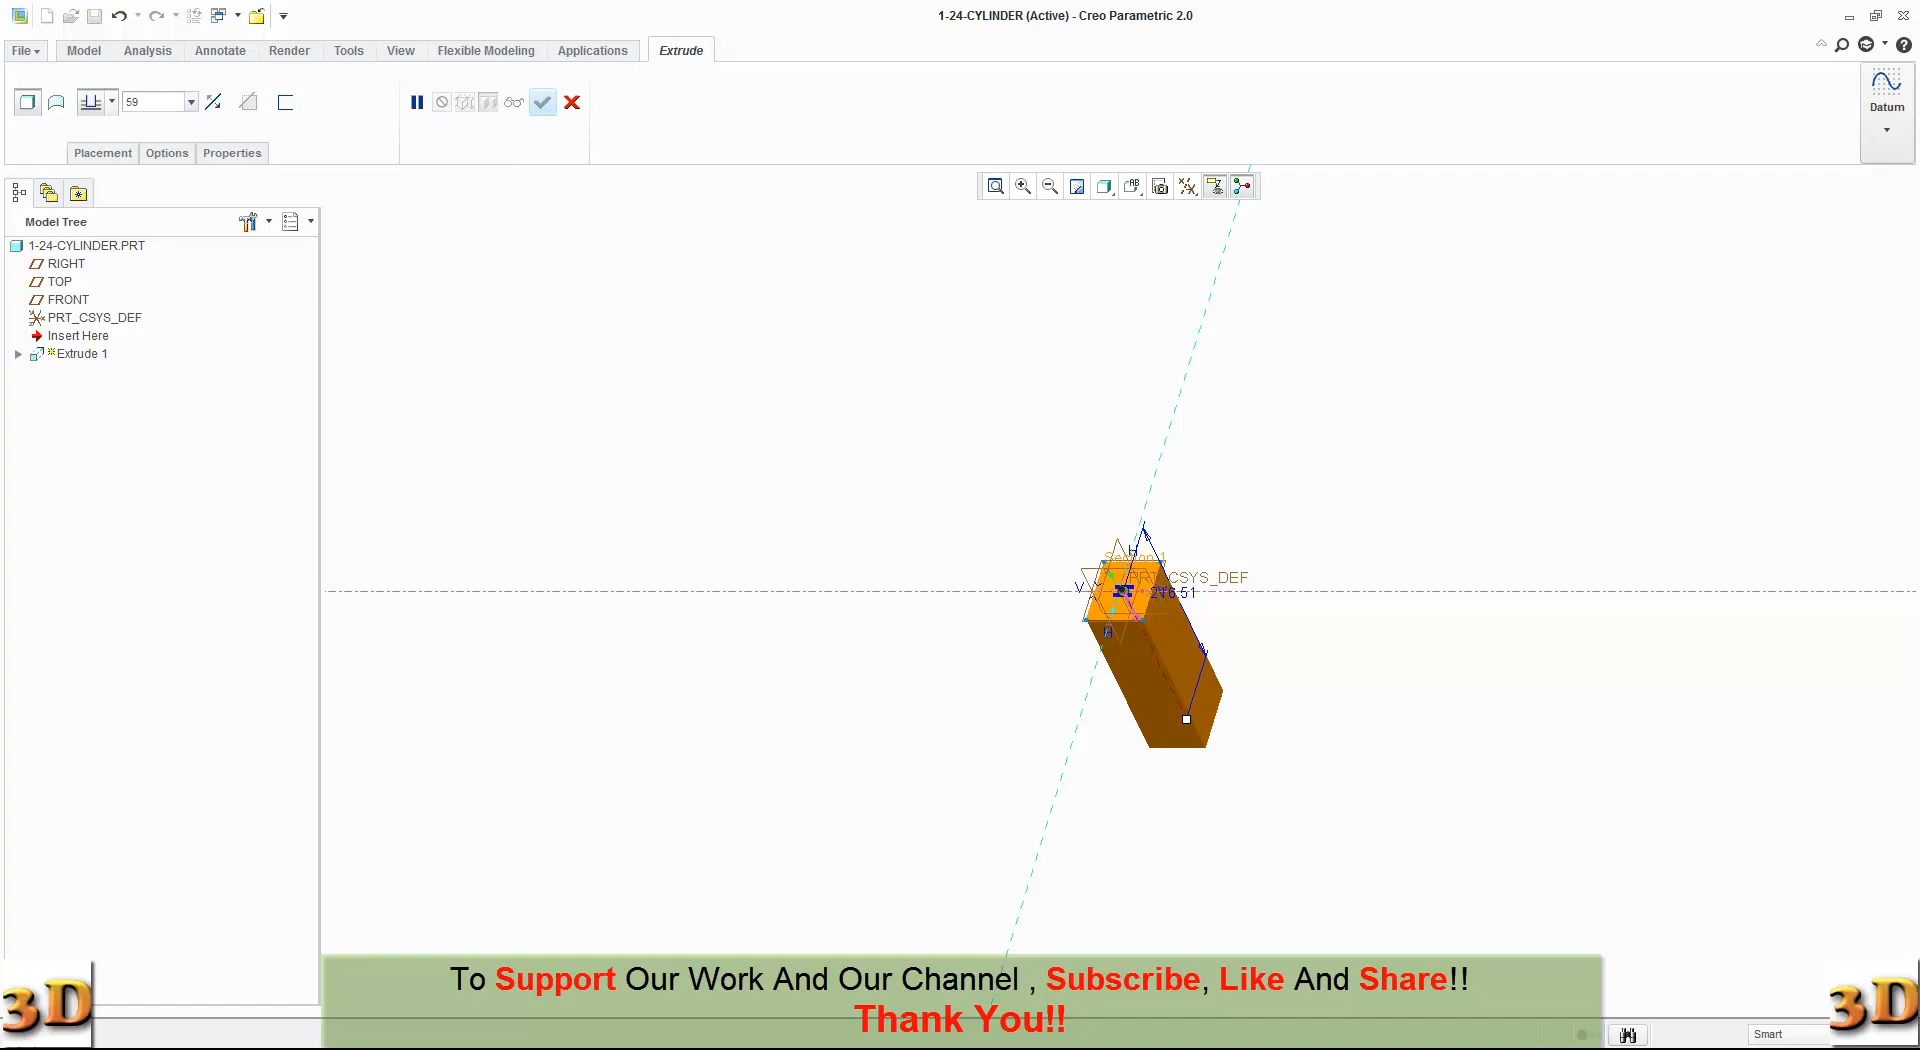 1-24-CYLINDER (Active) - Creo Parametric 2.0
File Model Analysis Annotate Render Tools View Flexible Modeling Applications Extrude
59
Datum
Placement Options Properties
Model Tree
1-24-CYLINDER.PRT
RIGHT
TOP
FRONT
PRT_CSYS_DEF
Insert Here
Extrude 1
H
V
H
To Support Our Work And Our Channel , Subscribe, Like And Share!!
Thank You!!
3D
3D
Smart